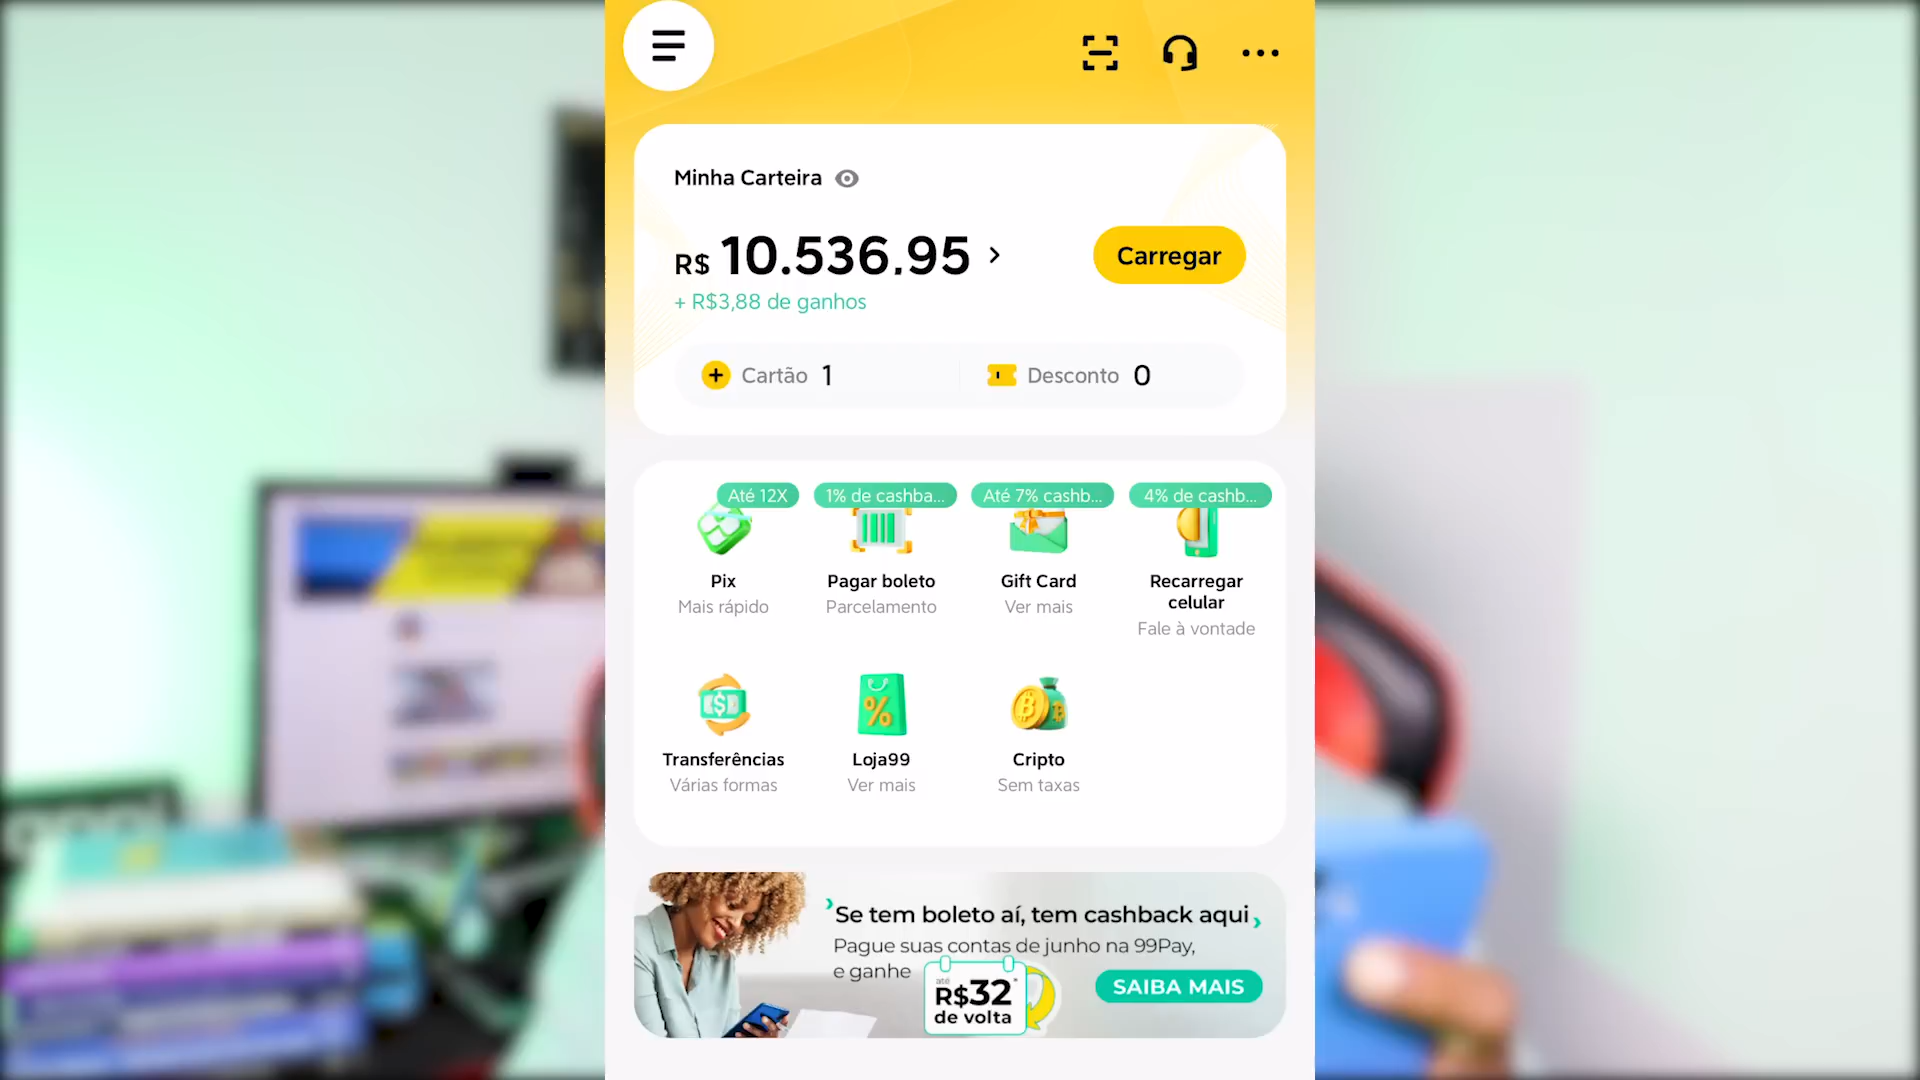 Minha Carteira
R$ 10.536,95
Carregar
+ R$3,88 de ganhos
Cartão 1
Desconto 0
Até 12X
1% de cashba...
Até 7% cashb...
4% de cashb...
Pix
Mais rápido
Pagar boleto
Parcelamento
Gift Card
Ver mais
Recarregar
celular
Fale à vontade
Transferências
Várias formas
Loja99
Ver mais
Cripto
Sem taxas
Se tem boleto aí, tem cashback aqui
Pague suas contas de junho na 99Pay,
e ganhe
até
R$32*
de volta
SAIBA MAIS